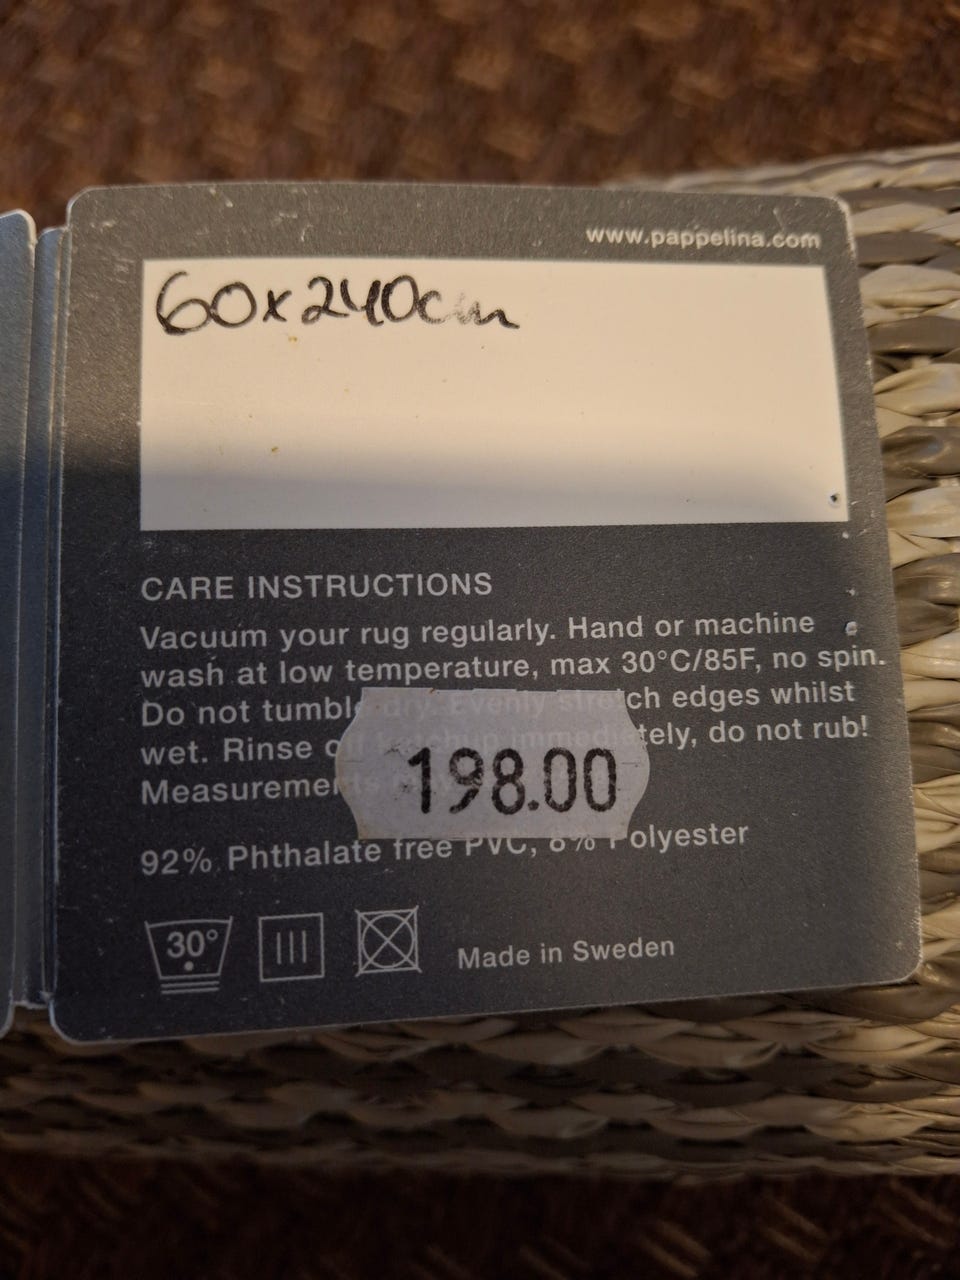 www.pappelina.com
60x240cm
CARE INSTRUCTIONS
Vacuum your rug regularly. Hand or machine
wash at low temperature, max 30°C/85F, no spin.
Do not tumble dry. Evenly stretch edges whilst
wet. Rinse off ketchup immediately, do not rub!
Measurements
198.00
92% Phthalate free PVC, 8% Polyester
30°
Made in Sweden